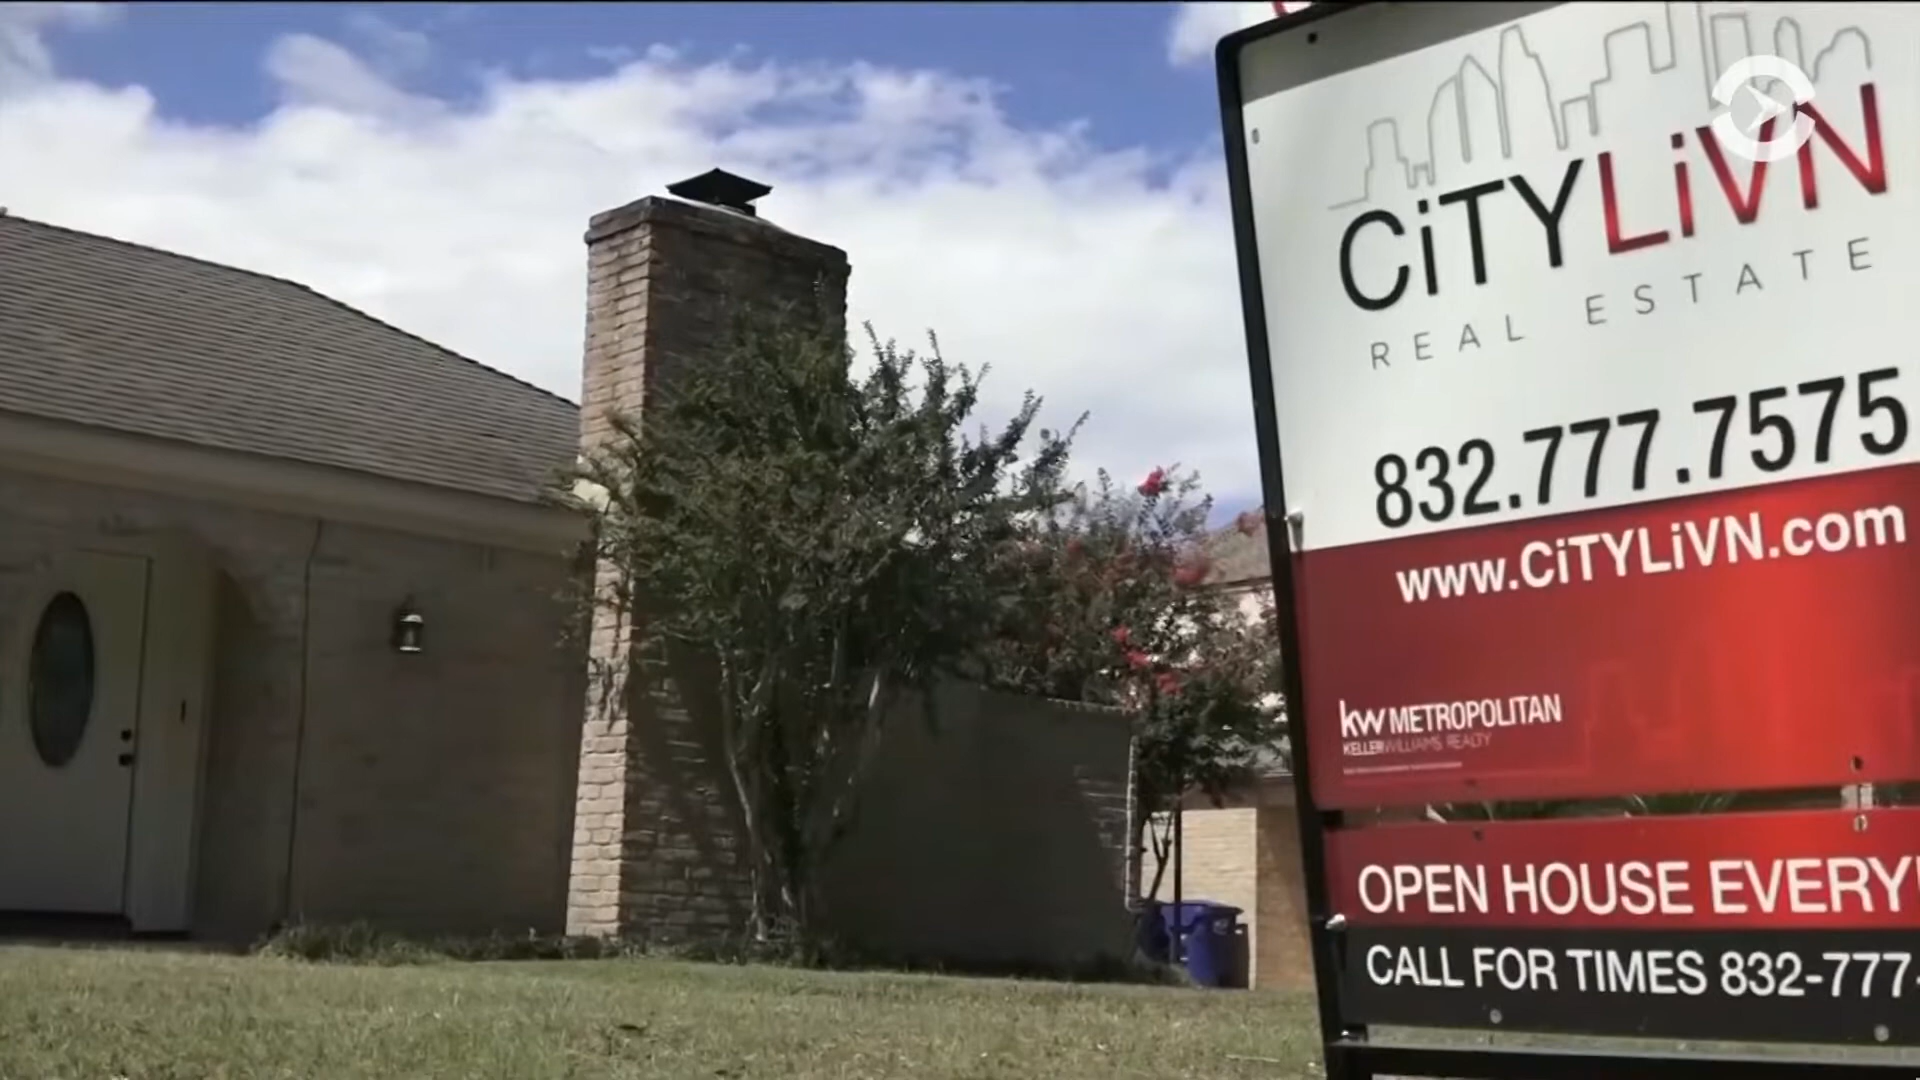 CiTYLiVN
REAL ESTATE
832.777.7575
www.CiTYLiVN.com
kw METROPOLITAN
KELLERWILLIAMS REALTY
OPEN HOUSE EVERY
CALL FOR TIMES 832-777-